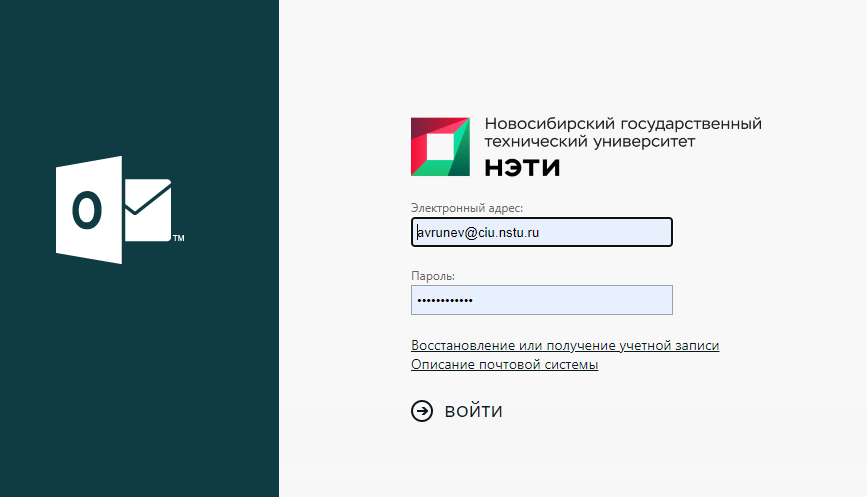 Новосибирский государственный
технический университет
НЭТИ
Электронный адрес:
avrunev@ciu.nstu.ru
Пароль:
••••••••••••
Восстановление или получение учетной записи
Описание почтовой системы
ВОЙТИ
O
TM